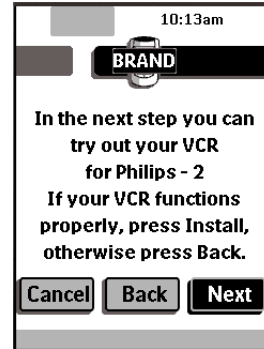 10:13am
BRAND
In the next step you can
try out your VCR
for Philips - 2
If your VCR functions
properly, press Install,
otherwise press Back.
Cancel Back Next